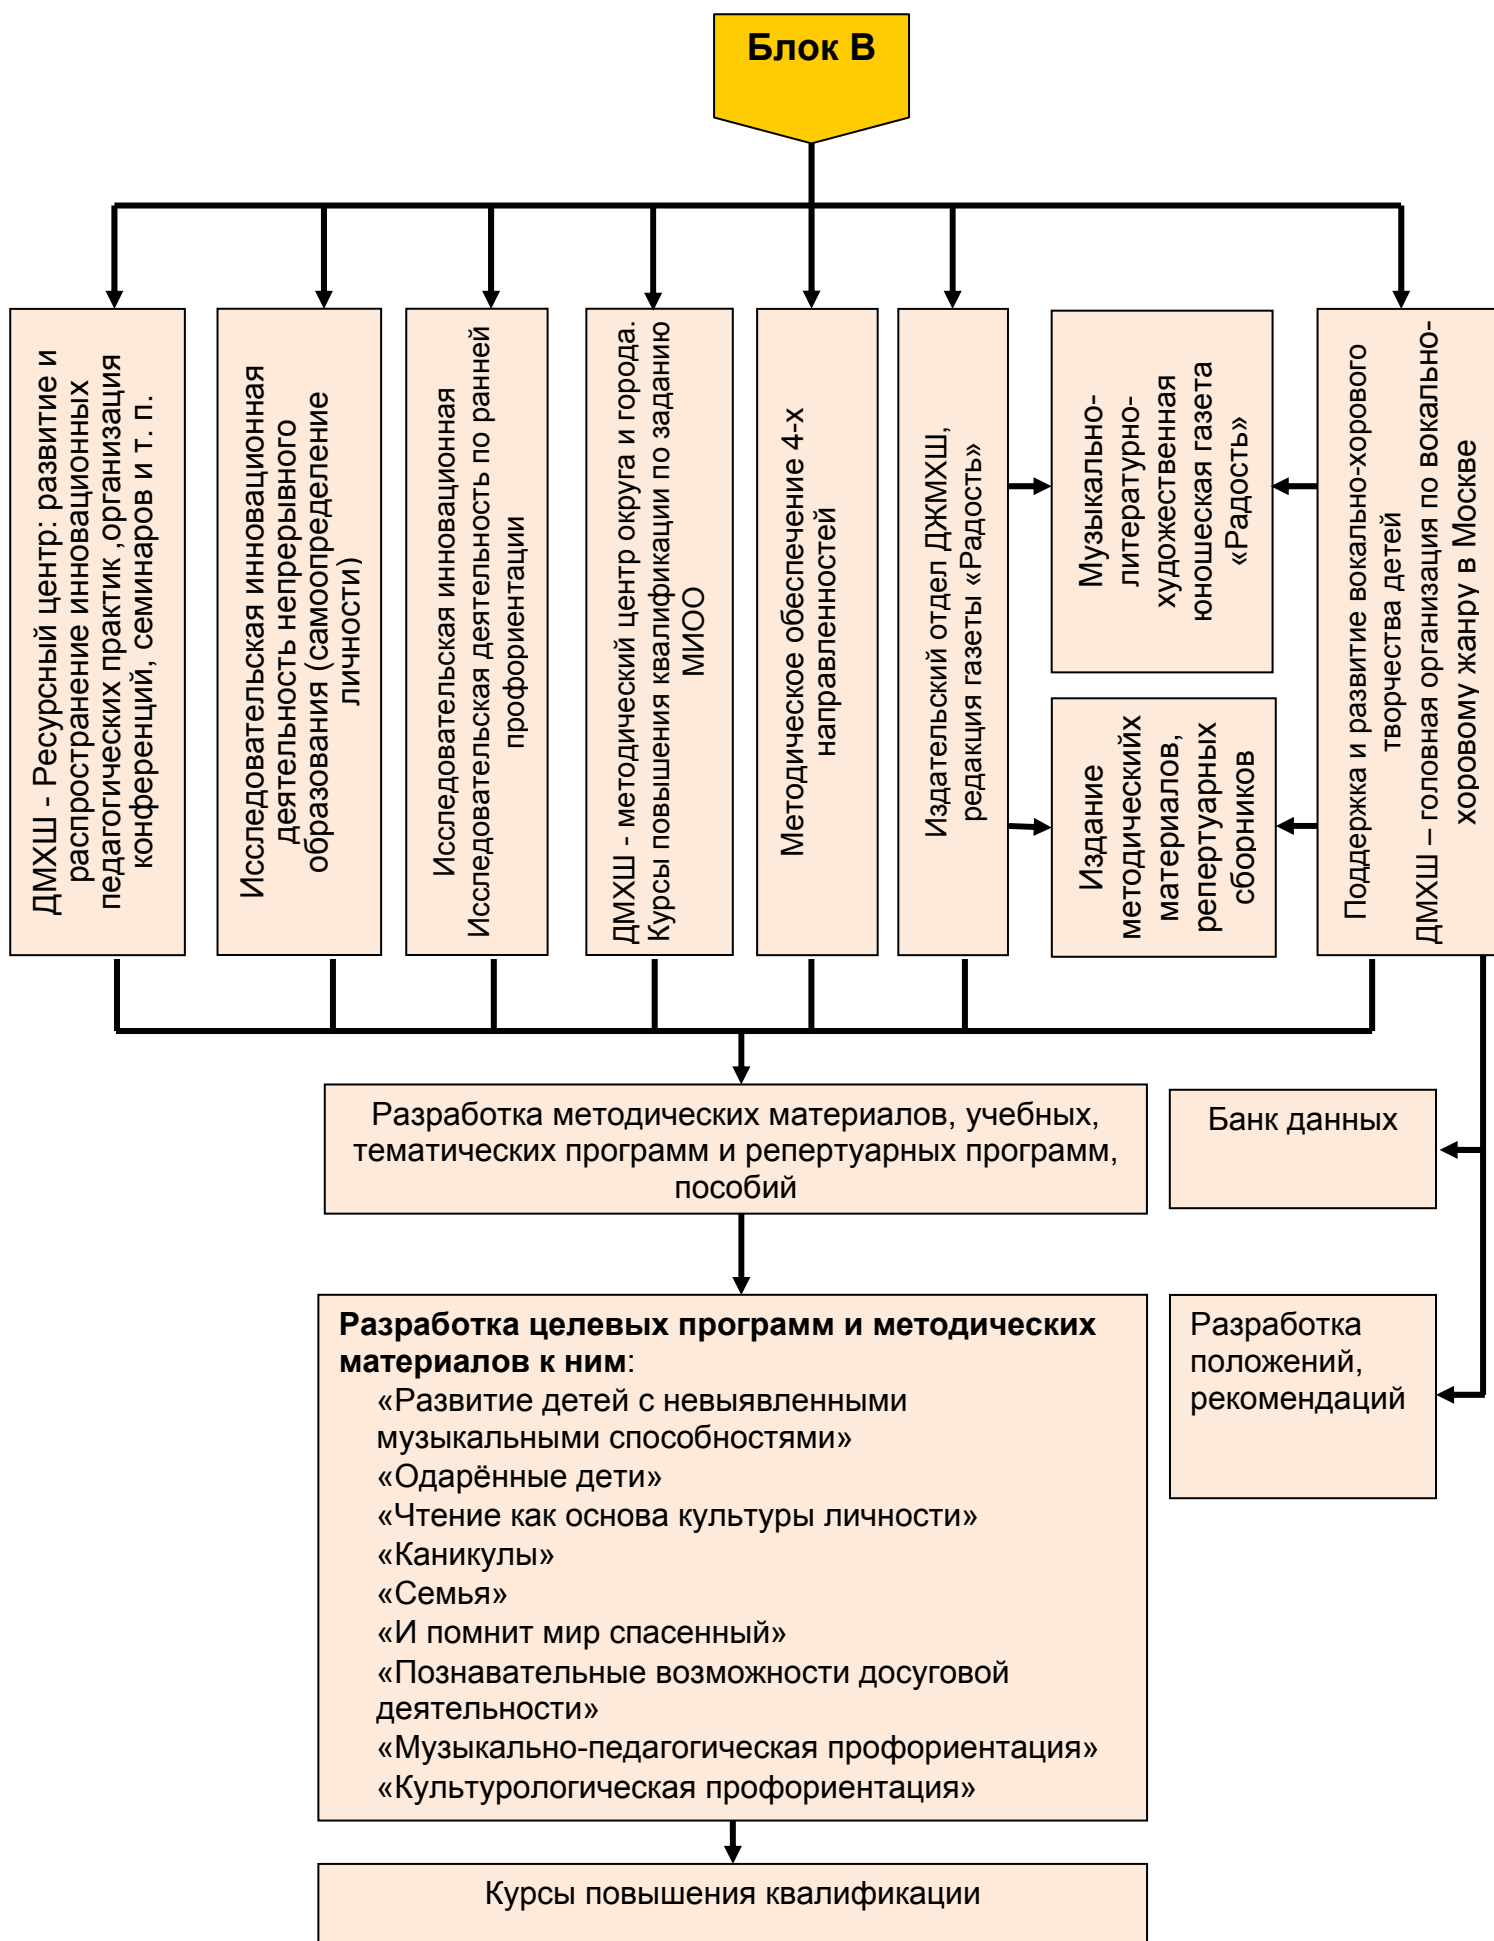 Блок В
ДМХШ - Ресурсный центр: развитие и
распространение инновационных
педагогических практик ,организация
конференций, семинаров и т. п.
Исследовательская инновационная
деятельность непрерывного
образования (самоопределение
личности)
Исследовательская инновационная
Исследовательская деятельность по ранней
профориентации
ДМХШ - методический центр округа и города.
Курсы повышения квалификации по заданию
МИОО
Методическое обеспечение 4-х
направленностей
Издательский отдел ДЖМХШ,
редакция газеты «Радость»
Музыкально-
литературно-
художественная
юношеская газета
«Радость»
Издание
методическийх
материалов,
репертуарных
сборников
Поддержка и развитие вокально-хорового
творчества детей
ДМХШ – головная организация по вокально-
хоровому жанру в Москве
Разработка методических материалов, учебных,
тематических программ и репертуарных программ,
пособий
Банк данных
Разработка целевых программ и методических
материалов к ним:
«Развитие детей с невыявленными
музыкальными способностями»
«Одарённые дети»
«Чтение как основа культуры личности»
«Каникулы»
«Семья»
«И помнит мир спасенный»
«Познавательные возможности досуговой
деятельности»
«Музыкально-педагогическая профориентация»
«Культурологическая профориентация»
Разработка
положений,
рекомендаций
Курсы повышения квалификации